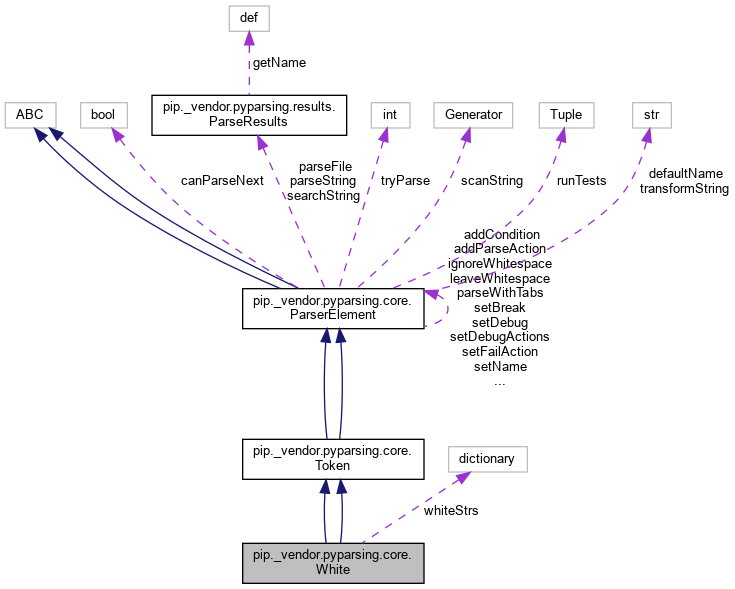 def
getName
pip._vendor.pyparsing.results.
ParseResults
ABC
bool
int
Generator
Tuple
str
canParseNext
parseFile
parseString
searchString
tryParse
scanString
runTests
defaultName
transformString
addCondition
addParseAction
ignoreWhitespace
leaveWhitespace
parseWithTabs
setBreak
setDebug
setDebugActions
setFailAction
setName
...
pip._vendor.pyparsing.core.
ParserElement
pip._vendor.pyparsing.core.
Token
dictionary
whiteStrs
pip._vendor.pyparsing.core.
White